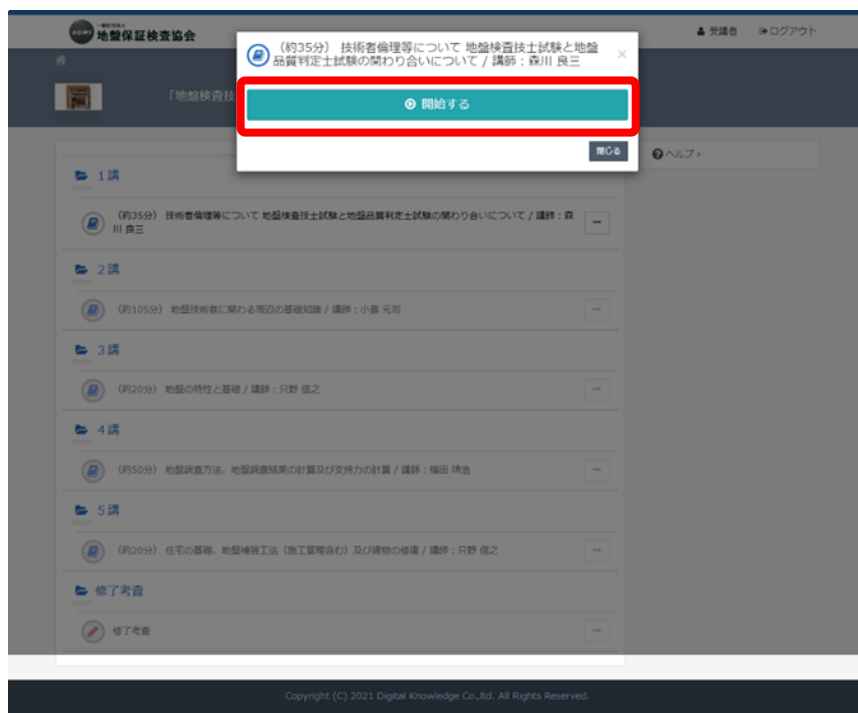 一般社団法人
地盤保証検査協会
受講者 ログアウト
(約35分) 技術者倫理等について 地盤検査技士試験と地盤
品質判定士試験の関わり合いについて / 講師:森川 良三
×
「地盤検査技
開始する
閉じる
ヘルプ ›
1講
(約35分) 技術者倫理等について 地盤検査技士試験と地盤品質判定士試験の関わり合いについて / 講師:森
川 良三
2講
(約105分) 地盤技術者に関わる周辺の基礎知識 / 講師:小島 元司
3講
(約20分) 地盤の特性と基礎 / 講師:只野 信之
4講
(約50分) 地盤調査方法、地盤調査結果の計算及び支持力の計算 / 講師:福田
5講
(約20分) 住宅の基礎、地盤補強工法(施工管理含む)及び建物の修復 / 講師:只野 信之
修了考査
修了考査
Copyright (C) 2021 Digital Knowledge Co.,ltd. All Rights Reserved.